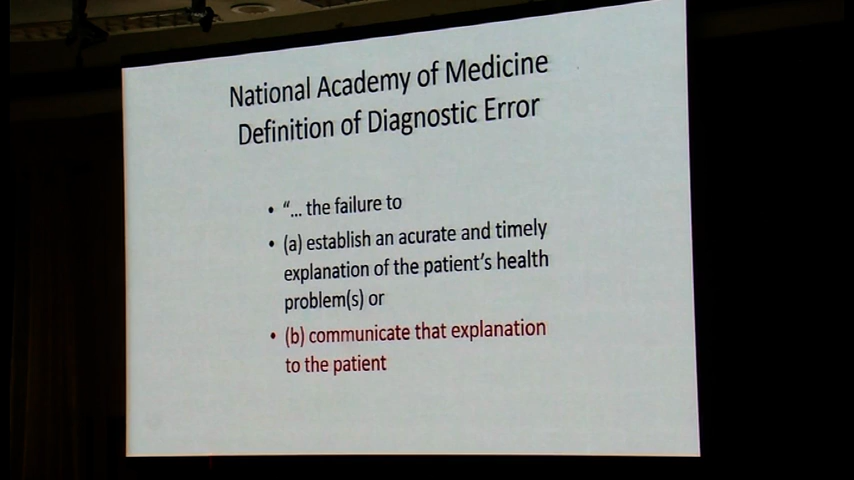 National Academy of Medicine
Definition of Diagnostic Error
• “... the failure to
• (a) establish an acurate and timely
explanation of the patient’s health
problem(s) or
• (b) communicate that explanation
to the patient